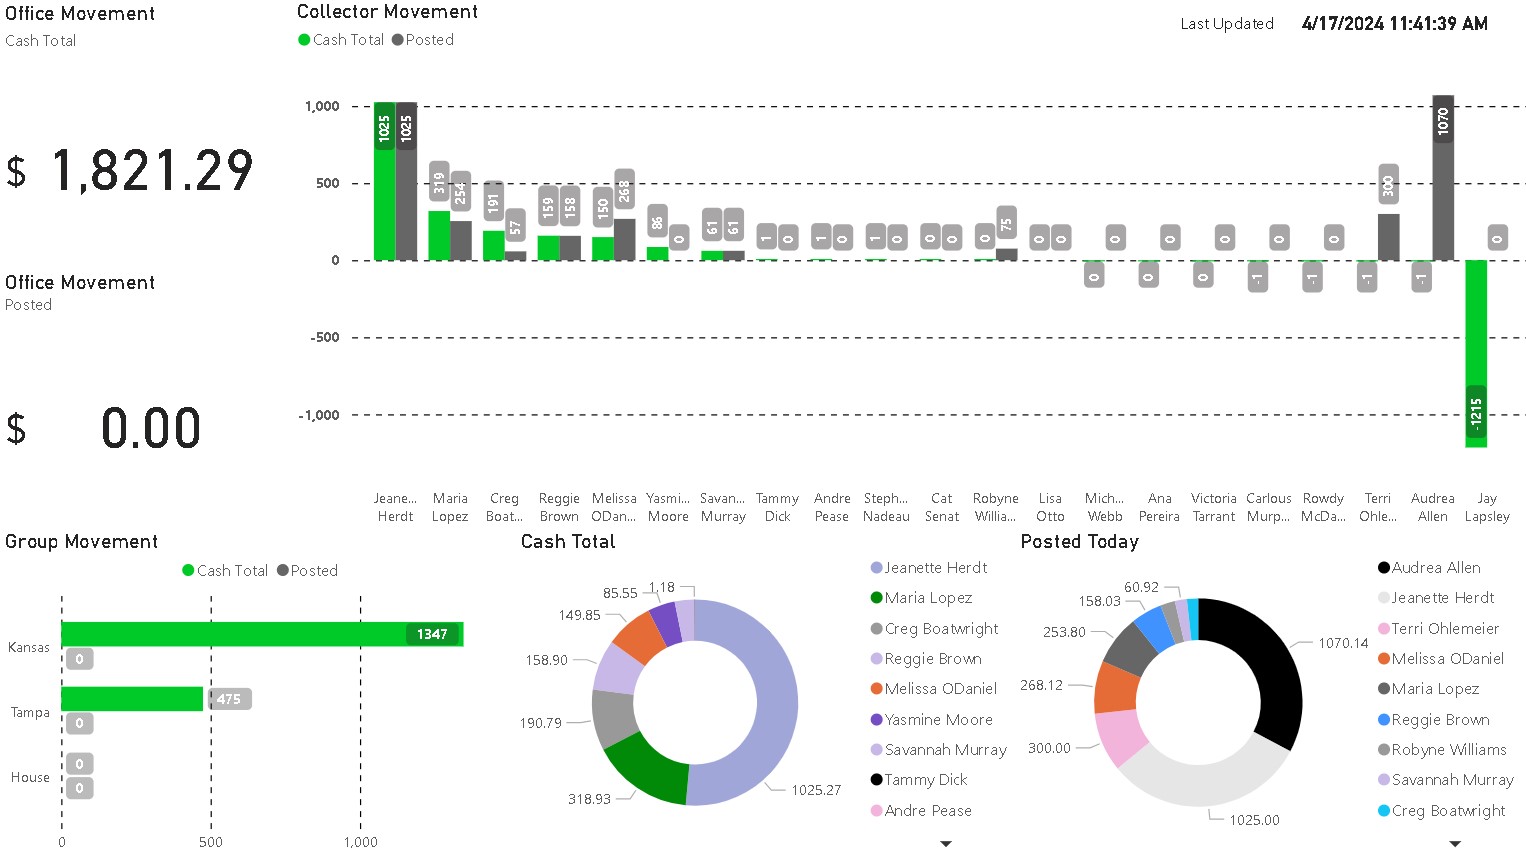 Office Movement
Cash Total
$ 1,821.29
Office Movement
Posted
$ 0.00
Collector Movement
Cash Total Posted
Last Updated 4/17/2024 11:41:39 AM
1,000
500
0
-500
-1,000
1025 1025
319 254
191 57
159 158
150 268
86 0
61 61
1 0
1 0
1 0
0 0
0 75
0 0
0 0
0 0
0 0
-1 0
-1 0
-1 300
-1 1070
-1215 0
Jeane... Herdt
Maria Lopez
Creg Boat...
Reggie Brown
Melissa ODan...
Yasmi... Moore
Savan... Murray
Tammy Dick
Andre Pease
Steph... Nadeau
Cat Senat
Robyne Willia...
Lisa Otto
Mich... Webb
Ana Pereira
Victoria Tarrant
Carlous Murp...
Rowdy McDa...
Terri Ohle...
Audrea Allen
Jay Lapsley
Group Movement
Cash Total Posted
Kansas 1347
0
Tampa 475
0
House 0
0
0 500 1,000
Cash Total
1.18
85.55
149.85
158.90
190.79
318.93
1025.27
Jeanette Herdt
Maria Lopez
Creg Boatwright
Reggie Brown
Melissa ODaniel
Yasmine Moore
Savannah Murray
Tammy Dick
Andre Pease
Posted Today
60.92
158.03
253.80
268.12
300.00
1025.00
1070.14
Audrea Allen
Jeanette Herdt
Terri Ohlemeier
Melissa ODaniel
Maria Lopez
Reggie Brown
Robyne Williams
Savannah Murray
Creg Boatwright